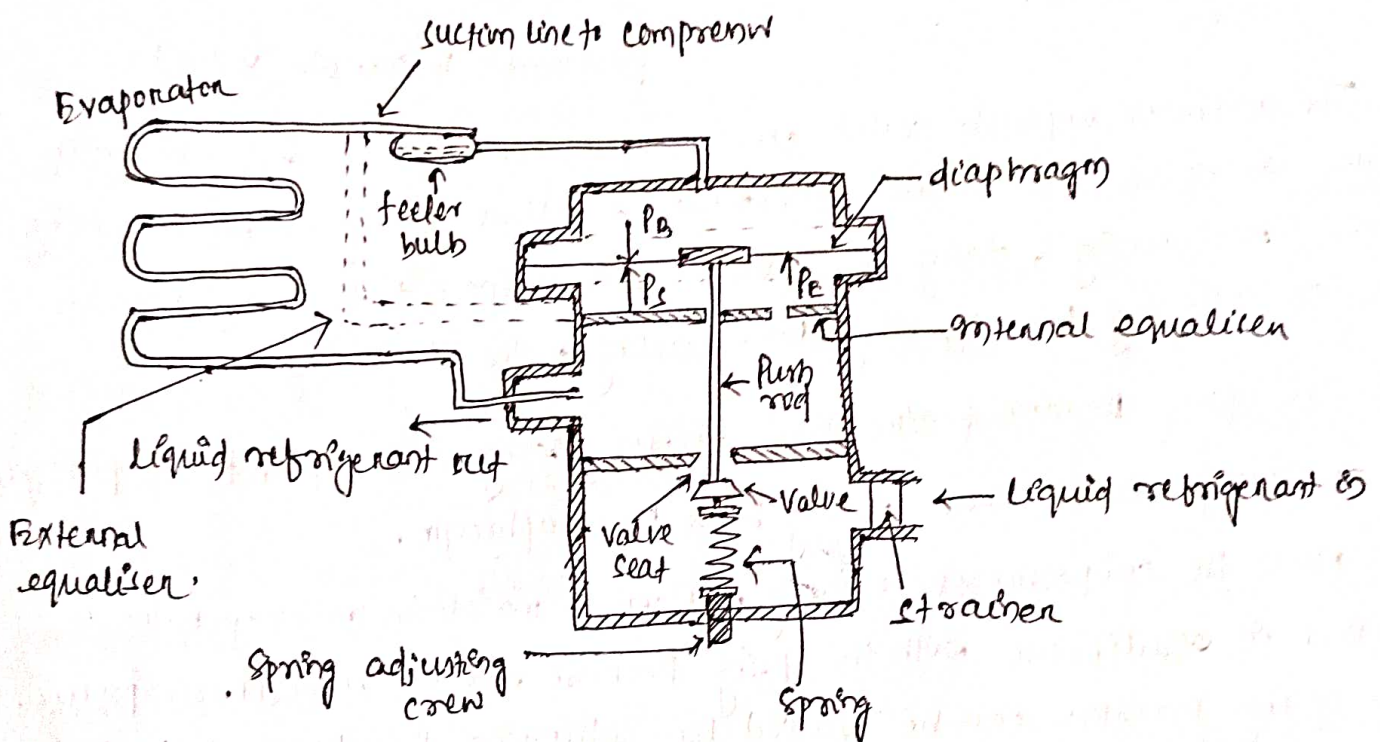 suction line to compressor
Evaporator
feeler
bulb
diaphragm
PB
PS
PE
internal equaliser
Push
rod
Liquid refrigerant out
valve
Liquid refrigerant in
valve
seat
External
equaliser.
strainer
Spring adjusting
crew
Spring